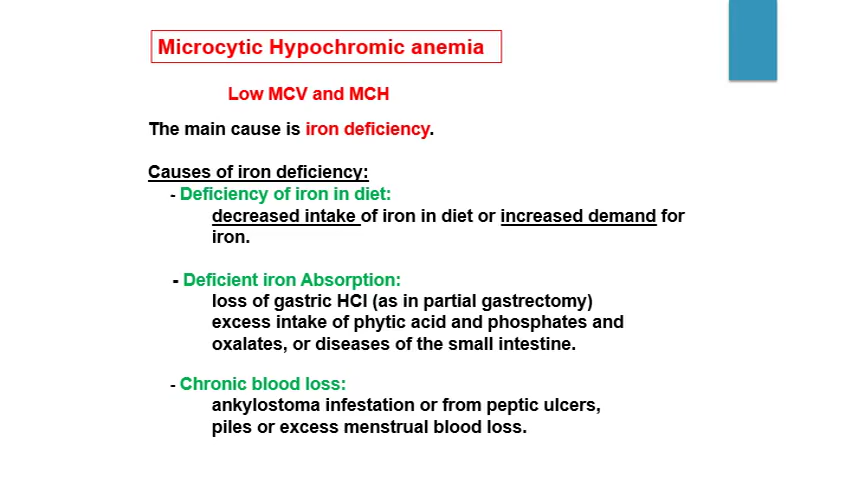 Microcytic Hypochromic anemia
Low MCV and MCH
The main cause is iron deficiency.
Causes of iron deficiency:
- Deficiency of iron in diet:
decreased intake of iron in diet or increased demand for
iron.
- Deficient iron Absorption:
loss of gastric HCl (as in partial gastrectomy)
excess intake of phytic acid and phosphates and
oxalates, or diseases of the small intestine.
- Chronic blood loss:
ankylostoma infestation or from peptic ulcers,
piles or excess menstrual blood loss.